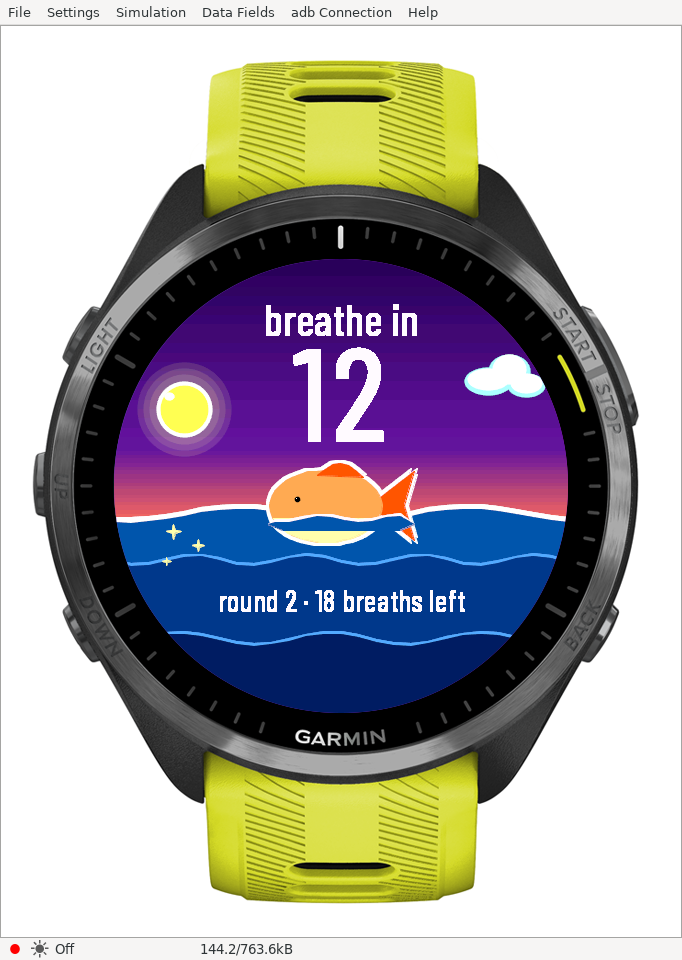 File Settings Simulation Data Fields adb Connection Help
START
STOP
LIGHT
breathe in
12
UP
round 2 · 18 breaths left
DOWN
BACK
GARMIN
Off 144.2/763.6kB